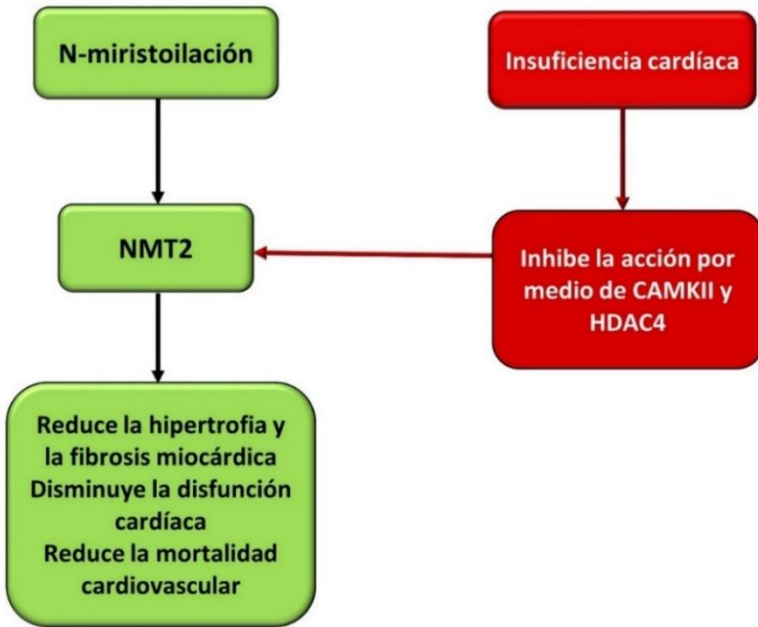 N-miristoilación
Insuficiencia cardíaca
NMT2
Inhibe la acción por
medio de CAMKII y
HDAC4
Reduce la hipertrofia y
la fibrosis miocárdica
Disminuye la disfunción
cardíaca
Reduce la mortalidad
cardiovascular